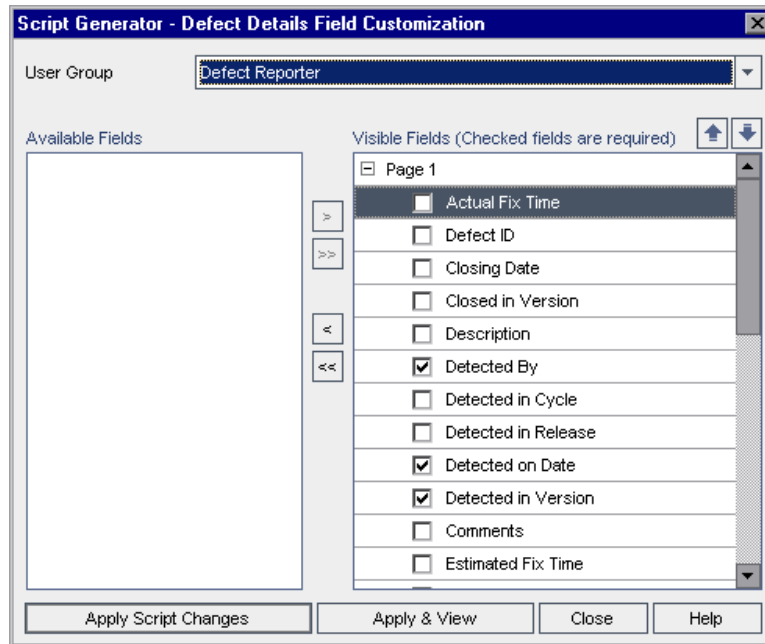 Script Generator - Defect Details Field Customization
User Group
Defect Reporter
Available Fields
Visible Fields (Checked fields are required)
Page 1
Actual Fix Time
Defect ID
Closing Date
Closed in Version
Description
Detected By
Detected in Cycle
Detected in Release
Detected on Date
Detected in Version
Comments
Estimated Fix Time
>
>>
<
<<
Apply Script Changes
Apply & View
Close
Help